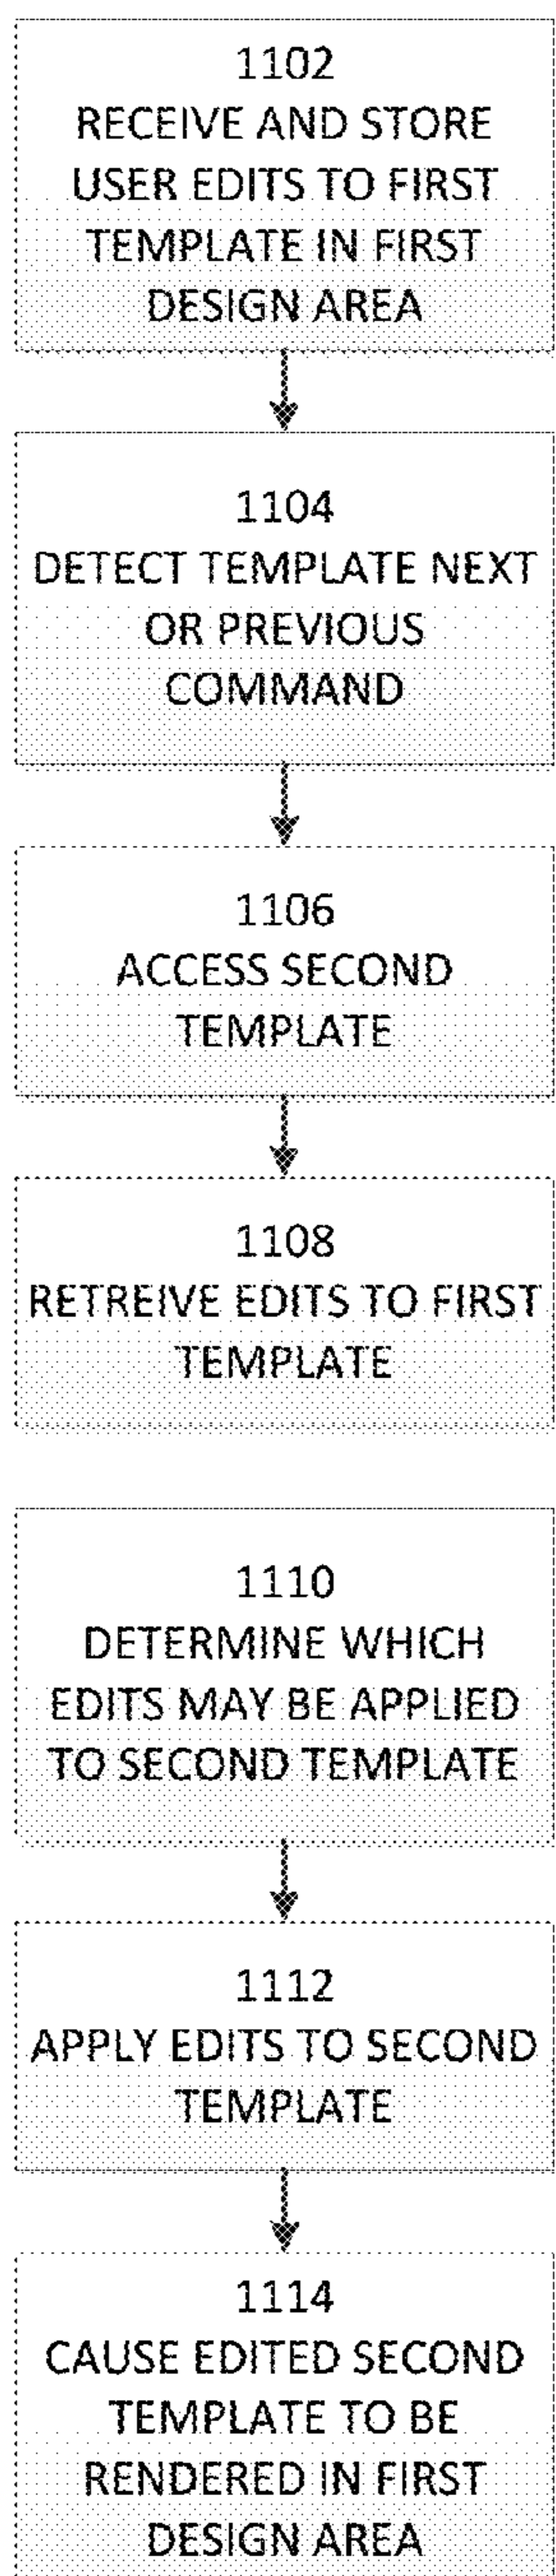 1102
RECEIVE AND STORE
USER EDITS TO FIRST
TEMPLATE IN FIRST
DESIGN AREA
1104
DETECT TEMPLATE NEXT
OR PREVIOUS
COMMAND
1106
ACCESS SECOND
TEMPLATE
1108
RETREIVE EDITS TO FIRST
TEMPLATE
1110
DETERMINE WHICH
EDITS MAY BE APPLIED
TO SECOND TEMPLATE
1112
APPLY EDITS TO SECOND
TEMPLATE
1114
CAUSE EDITED SECOND
TEMPLATE TO BE
RENDERED IN FIRST
DESIGN AREA